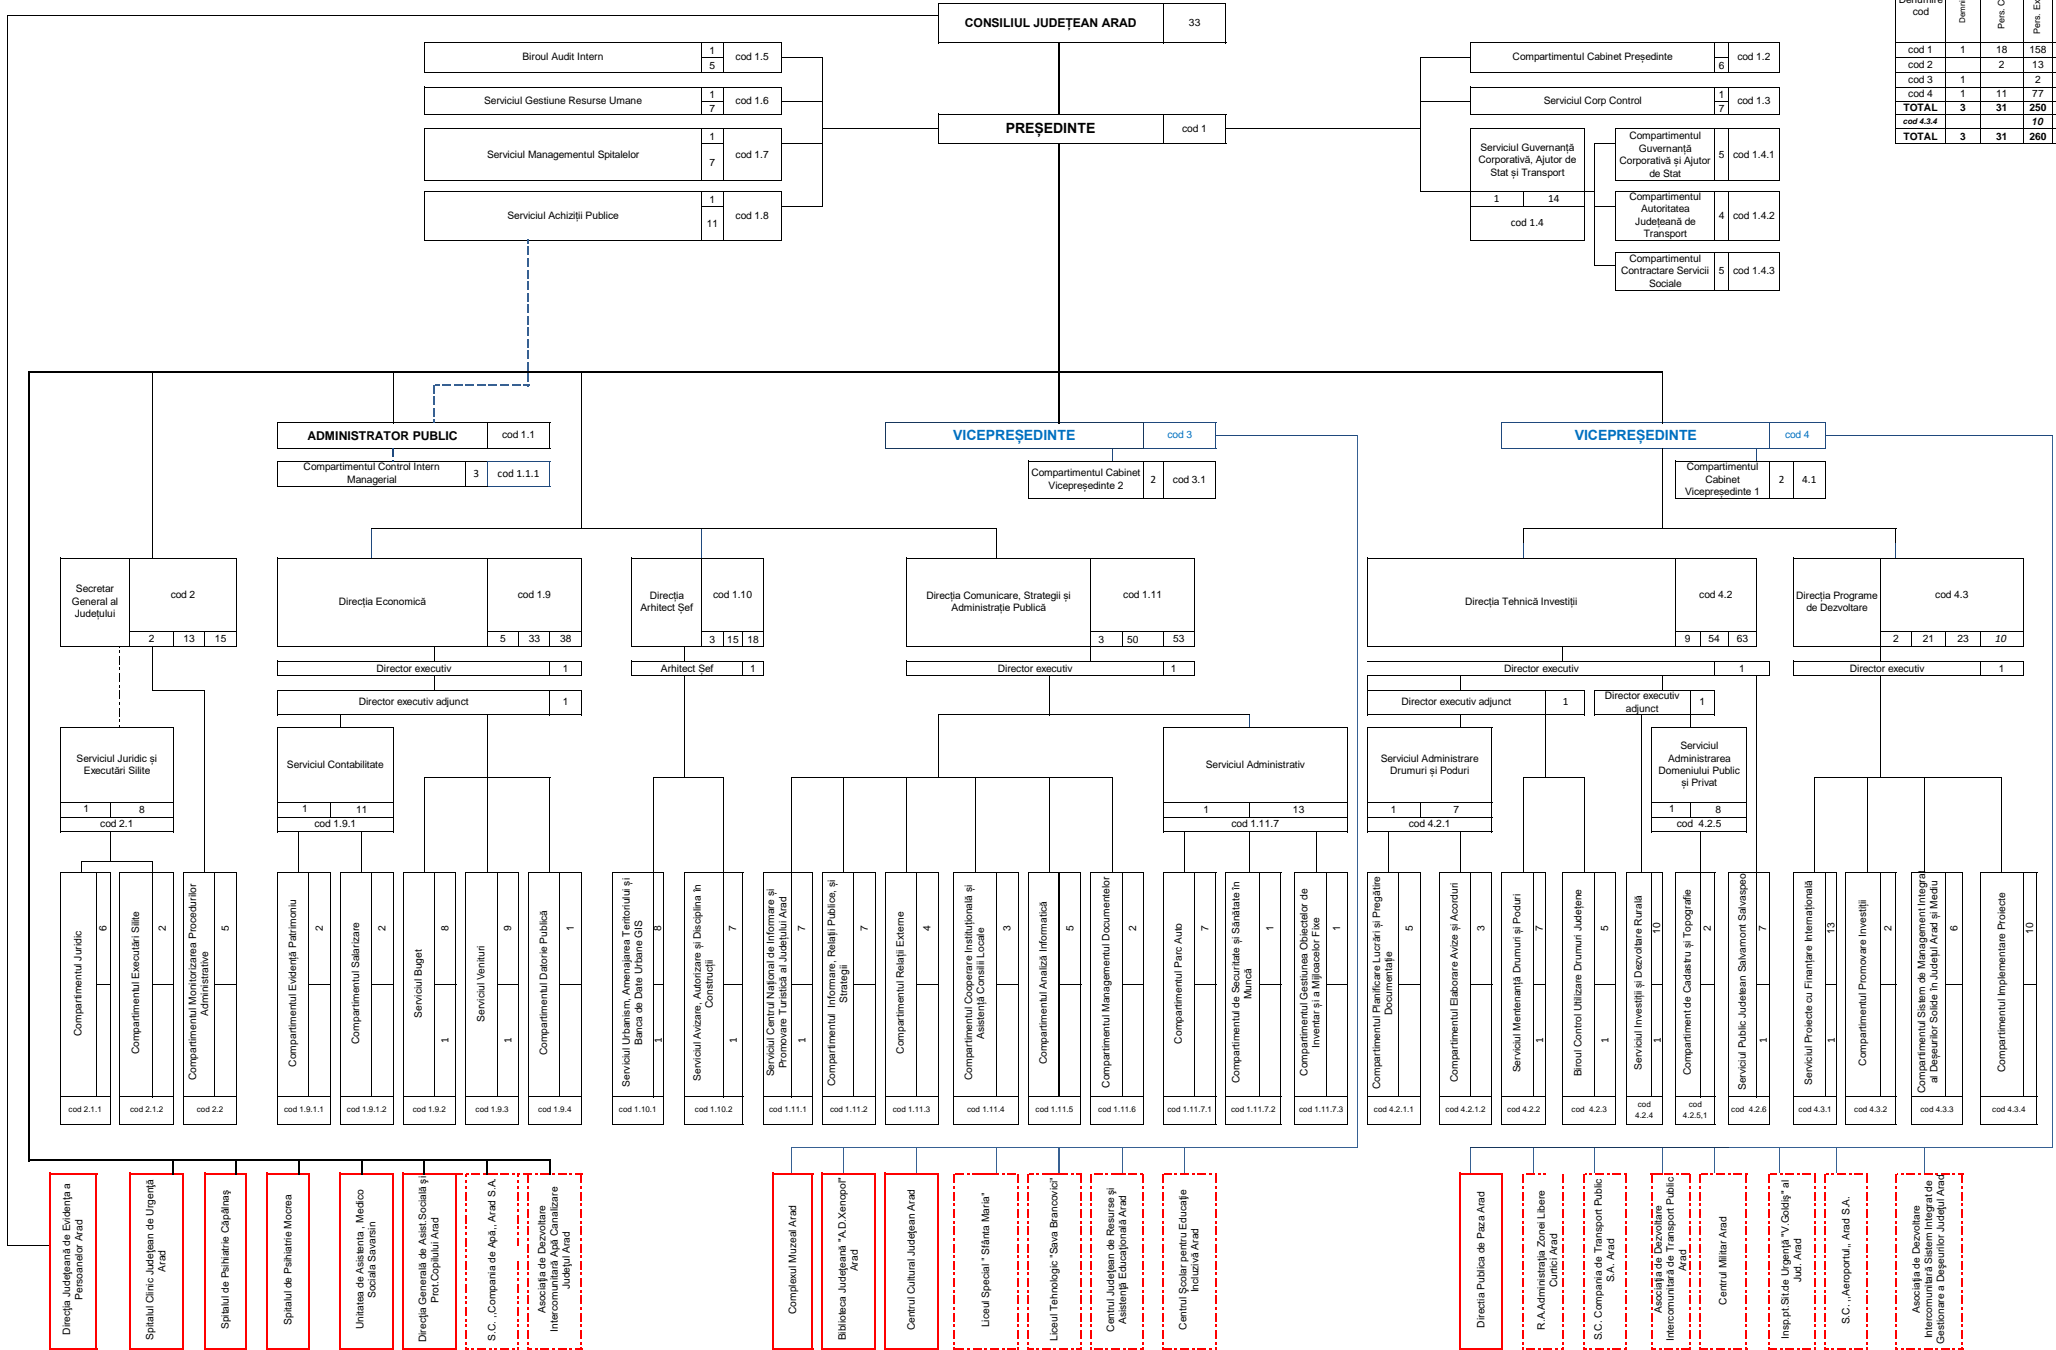 CONSILIUL JUDEȚEAN ARAD 33
Biroul Audit Intern 1 5 cod 1.5
Serviciul Gestiune Resurse Umane 1 7 cod 1.6
Serviciul Managementul Spitalelor 1 7 cod 1.7
Serviciul Achiziții Publice 1 11 cod 1.8
PREȘEDINTE cod 1
Compartimentul Cabinet Președinte 6 cod 1.2
Serviciul Corp Control 1 7 cod 1.3
Serviciul Guvernanță
Corporativă, Ajutor de
Stat și Transport
1 14
cod 1.4
Compartimentul
Guvernanță
Corporativă și Ajutor
de Stat
5 cod 1.4.1
Compartimentul
Autoritatea
Județeană de
Transport
4 cod 1.4.2
Compartimentul
Contractare Servicii
Sociale
5 cod 1.4.3
cod
cod 1 1 18 158
cod 2 2 13
cod 3 1 2
cod 4 1 11 77
TOTAL 3 31 250
cod 4.3.4 10
TOTAL 3 31 260
ADMINISTRATOR PUBLIC cod 1.1
Compartimentul Control Intern
Managerial
3 cod 1.1.1
VICEPREȘEDINTE cod 3
Compartimentul Cabinet
Vicepreședinte 2
2 cod 3.1
VICEPREȘEDINTE cod 4
Compartimentul
Cabinet
Vicepreședinte 1
2 4.1
Secretar
General al
Județului
cod 2
2 13 15
Direcția Economică cod 1.9
5 33 38
Director executiv 1
Director executiv adjunct 1
Direcția
Arhitect Șef
cod 1.10
3 15 18
Arhitect Șef 1
Direcția Comunicare, Strategii și
Administrație Publică
cod 1.11
3 50 53
Director executiv 1
Direcția Tehnică Investiții cod 4.2
9 54 63
Director executiv 1
Director executiv adjunct 1
Director executiv
adjunct
1
Direcția Programe
de Dezvoltare
cod 4.3
2 21 23 10
Director executiv 1
Serviciul Juridic și
Executări Silite
1 8
cod 2.1
Serviciul Contabilitate
1 11
cod 1.9.1
Serviciul Administrativ
1 13
cod 1.11.7
Serviciul Administrare
Drumuri și Poduri
1 7
cod 4.2.1
Serviciul
Administrarea
Domeniului Public
și Privat
1 8
cod 4.2.5
Compartimentul Juridic
6
cod 2.1.1
Compartimentul Executări Silite
2
cod 2.1.2
Compartimentul Monitorizarea Procedurilor
Administrative
5
cod 2.2
Compartimentul Evidență Patrimoniu
2
cod 1.9.1.1
Compartimentul Salarizare
2
cod 1.9.1.2
Serviciul Buget
8
1
cod 1.9.2
Serviciul Venituri
9
1
cod 1.9.3
Compartimentul Datorie Publică
1
cod 1.9.4
Serviciul Urbanism, Amenajarea Teritoriului și
Banca de Date Urbane GIS
8
1
cod 1.10.1
Serviciul Avizare, Autorizare și Disciplina în
Construcții
7
1
cod 1.10.2
Serviciul Centrul Național de Informare și
Promovare Turistică al Județului Arad
7
1
cod 1.11.1
Compartimentul Informare, Relații Publice, și
Strategii
7
cod 1.11.2
Compartimentul Relații Externe
4
cod 1.11.3
Compartimentul Cooperare Instituțională și
Asistență Consilii Locale
3
cod 1.11.4
Compartimentul Analiză Informatică
5
cod 1.11.5
Compartimentul Managementul Documentelor
2
cod 1.11.6
Compartimentul Parc Auto
7
cod 1.11.7.1
Compartimentul de Securitate și Sănătate în
Muncă
1
cod 1.11.7.2
Compartimentul Gestiunea Obiectelor de
Inventar și a Mijloacelor Fixe
1
cod 1.11.7.3
Compartimentul Planificare Lucrări și Pregătire
Documentație
5
cod 4.2.1.1
Compartimentul Elaborare Avize și Acorduri
3
cod 4.2.1.2
Serviciul Mentenanță Drumuri și Poduri
7
1
cod 4.2.2
Biroul Control Utilizare Drumuri Județene
5
1
cod 4.2.3
Serviciul Investiții și Dezvoltare Rurală
10
1
cod
4.2.4
Compartiment de Cadastru și Topografie
2
cod
4.2.5,1
Serviciul Public Judetean Salvamont Salvaspeo
7
1
cod 4.2.6
Serviciul Proiecte cu Finanțare Internațională
13
1
cod 4.3.1
Compartimentul Promovare Investiții
2
cod 4.3.2
Compartimentul Sistem de Management Integrat
al Deșeurilor Solide în Județul Arad și Mediu
6
cod 4.3.3
Compartimentul Implementare Proiecte
10
cod 4.3.4
Direcția Județeană de Evidența a
Persoanelor Arad
Spitalul Clinic Județean de Urgență
Arad
Spitalul de Psihiatrie Căpâlnaș
Spitalul de Psihiatrie Mocrea
Unitatea de Asistenta , Medico
Sociala Savarsin
Direcția Generală de Asist.Socială și
Prot.Copilului Arad
S.C. ,,Compania de Apă,, Arad S.A.
Asociația de Dezvoltare
Intercomunitară Apă Canalizare
Județul Arad
Complexul Muzeal Arad
Biblioteca Județeană "A.D.Xenopol"
Arad
Centrul Cultural Județean Arad
Liceul Special " Sfânta Maria"
Liceul Tehnologic "Sava Brancovici"
Centrul Județean de Resurse și
Asistență Educațională Arad
Centrul Școlar pentru Educație
Incluzivă Arad
Directia Publica de Paza Arad
R.A.Administrația Zonei Libere
Curtici Arad
S.C. Compania de Transport Public
S.A. Arad
Asociația de Dezvoltare
Intercomunitară de Transport Public
Arad
Centrul Militar Arad
Insp.pt.Sit.de Urgență "V.Goldiș" al
Jud. Arad
S.C. ,,Aeroportul,, Arad S.A.
Asociația de Dezvoltare
Intercomunitară Sistem Integrat de
Gestionare a Deșeurilor Județul Arad